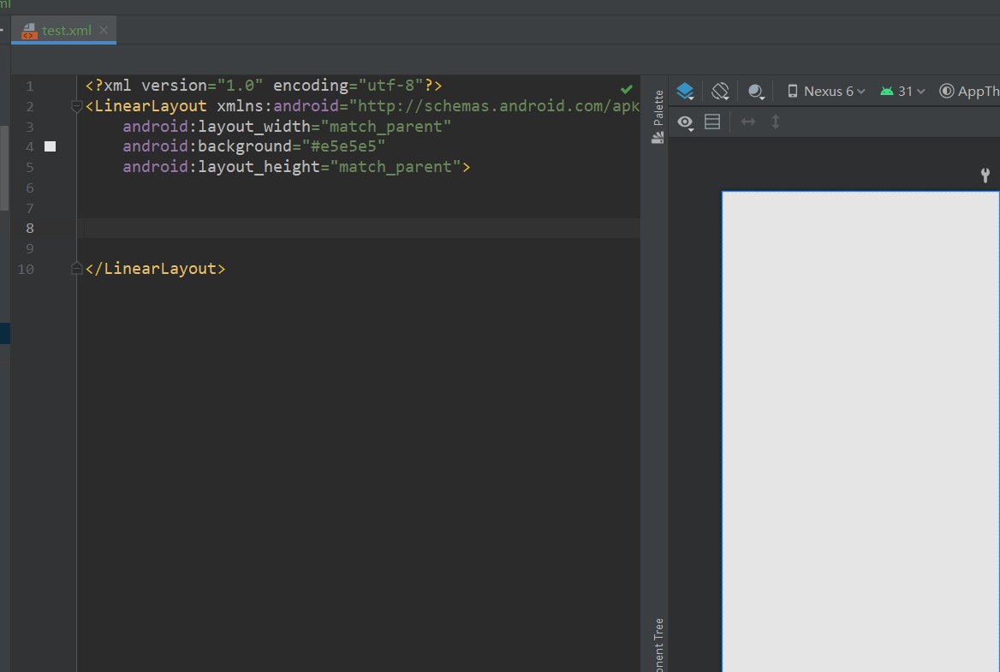 ml
test.xml
1 <?xml version="1.0" encoding="utf-8"?>
2 <LinearLayout xmlns:android="http://schemas.android.com/apk
3 android:layout_width="match_parent"
4 android:background="#e5e5e5"
5 android:layout_height="match_parent">
6
7
8
9
10 </LinearLayout>
Palette
Nexus 6
31
AppTh
onent Tree